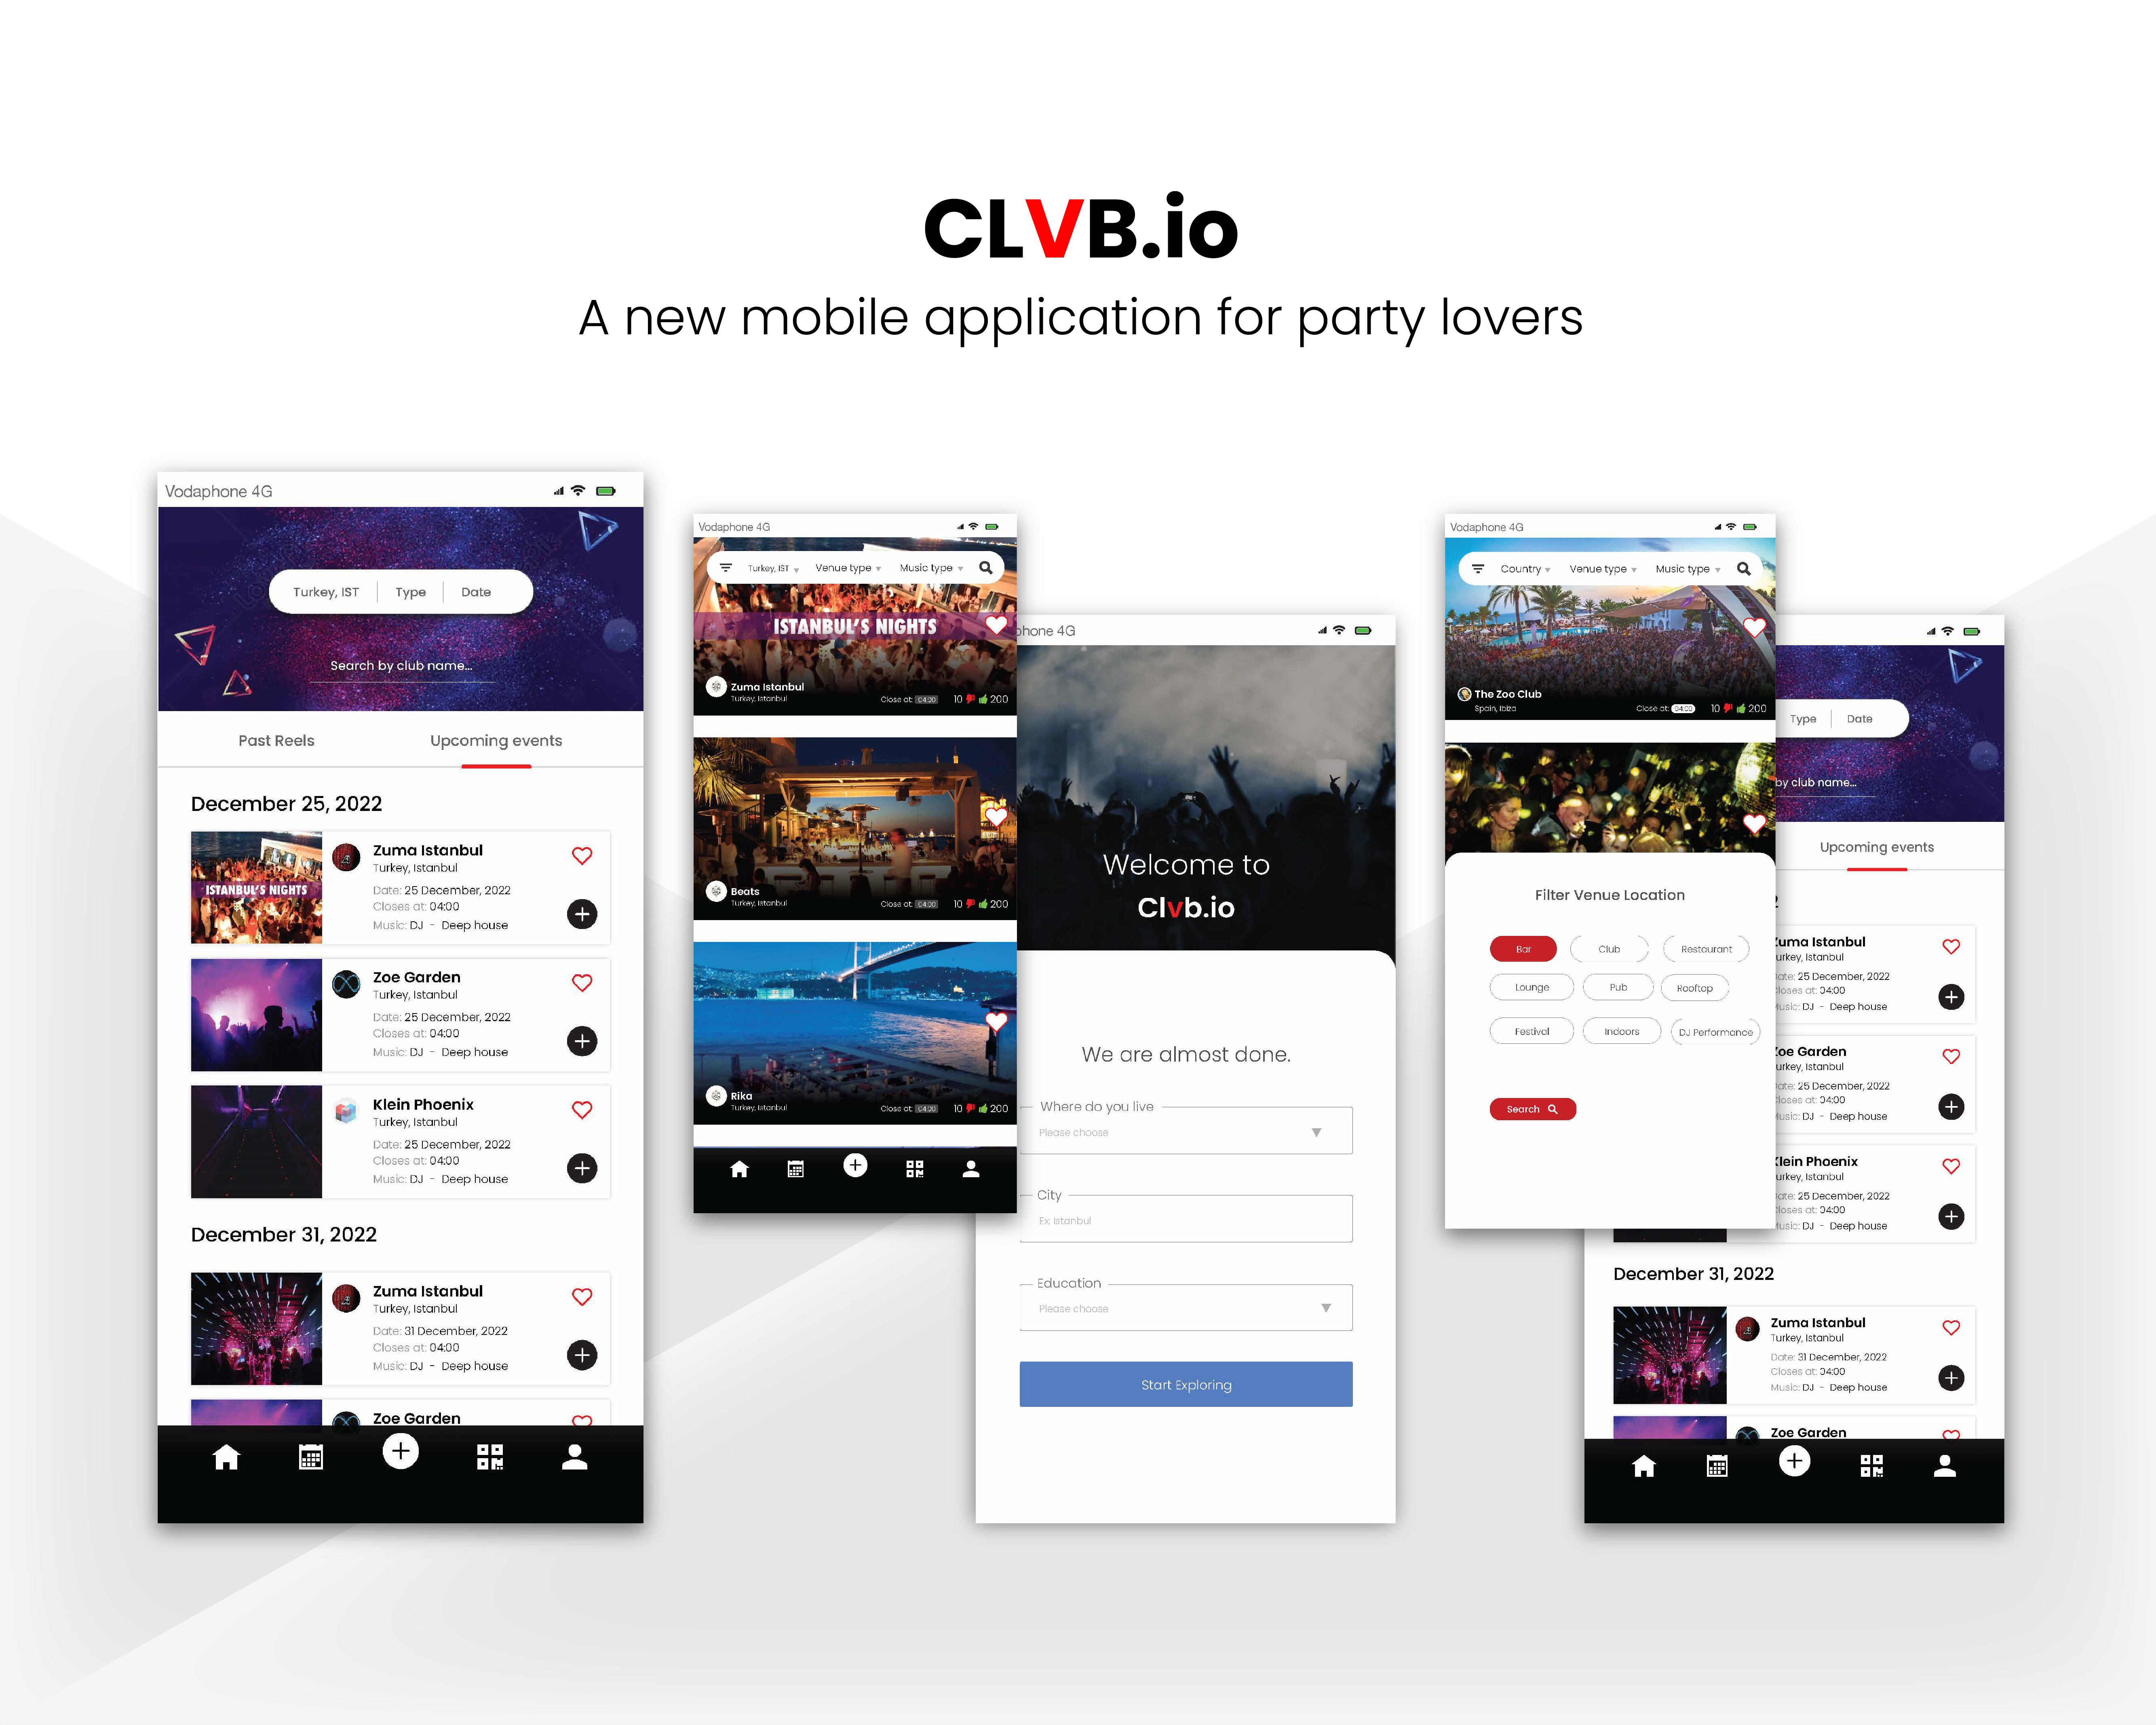 CLVB.io
A new mobile application for party lovers
Vodaphone 4G
Turkey, IST Type Date
Search by club name...
Past Reels Upcoming events
December 25, 2022
ISTANBUL'S NIGHTS
Zuma Istanbul
Turkey, Istanbul
Date: 25 December, 2022
Closes at: 04:00
Music: DJ - Deep house
Zoe Garden
Turkey, Istanbul
Date: 25 December, 2022
Closes at: 04:00
Music: DJ - Deep house
Klein Phoenix
Turkey, Istanbul
Date: 25 December, 2022
Closes at: 04:00
Music: DJ - Deep house
December 31, 2022
Zuma Istanbul
Turkey, Istanbul
Date: 31 December, 2022
Closes at: 04:00
Music: DJ - Deep house
Zoe Garden
Vodaphone 4G
Turkey, IST Venue type Music type
ISTANBUL'S NIGHTS
Zuma Istanbul
Turkey, Istanbul
Close at: 04:00 10 200
Beats
Turkey, Istanbul
Close at: 04:00 10 200
Rika
Turkey, Istanbul
Close at: 04:00 10 200
phone 4G
Welcome to
Clvb.io
We are almost done.
Where do you live
Please choose
City
Ex: Istanbul
Education
Please choose
Start Exploring
Vodaphone 4G
Country Venue type Music type
The Zoo Club
Spain, Ibiza
Close at: 04:00 10 200
Filter Venue Location
Bar Club Restourant
Lounge Pub Rooftop
Festival Indoors DJ Performance
Search
Type Date
by club name...
Upcoming events
2
Zuma Istanbul
urkey, Istanbul
ate: 25 December, 2022
loses at: 04:00
usic: DJ - Deep house
Zoe Garden
urkey, Istanbul
ate: 25 December, 2022
loses at: 04:00
usic: DJ - Deep house
Klein Phoenix
urkey, Istanbul
ate: 25 December, 2022
loses at: 04:00
usic: DJ - Deep house
December 31, 2022
Zuma Istanbul
Turkey, Istanbul
Date: 31 December, 2022
Closes at: 04:00
Music: DJ - Deep house
Zoe Garden